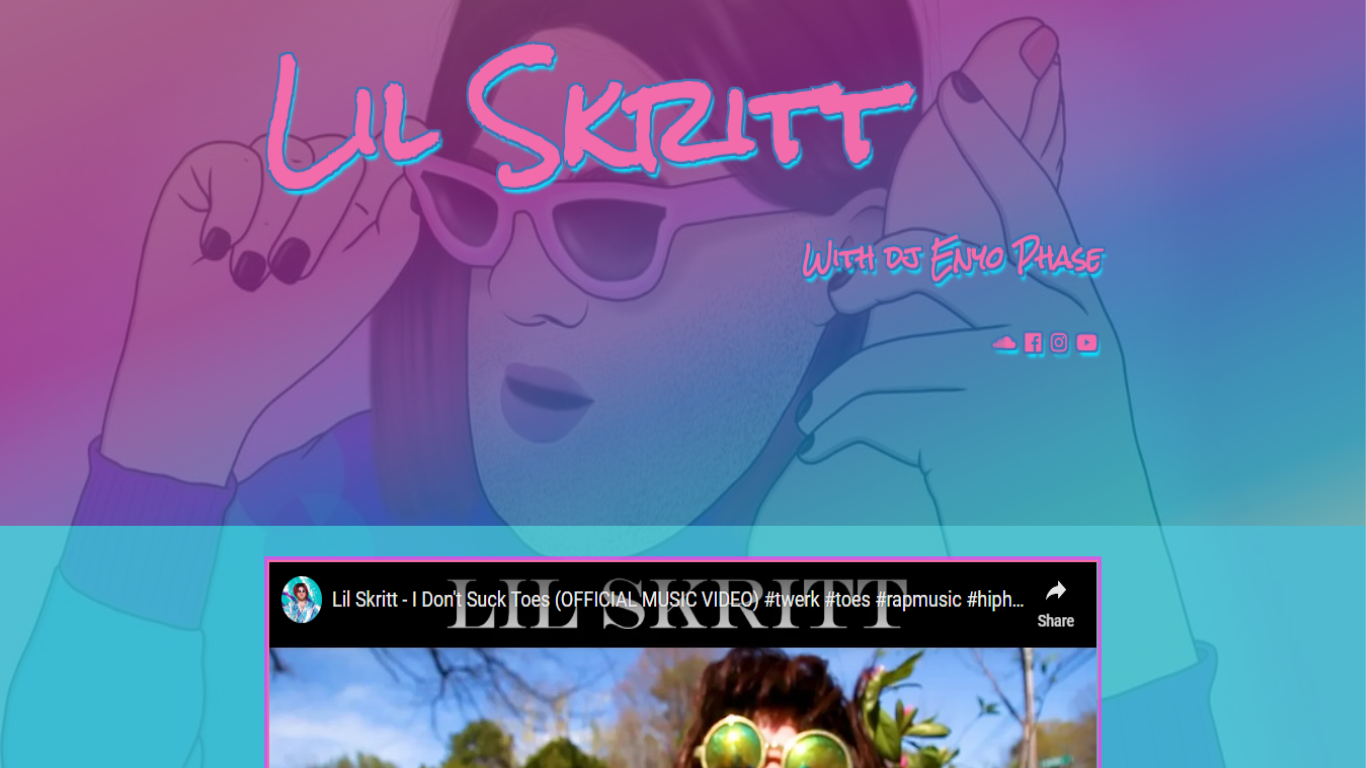 Lil Skritt
With dj Enyo Phase
LIL SKRITT
Lil Skritt - I Don't Suck Toes (OFFICIAL MUSIC VIDEO) #twerk #toes #rapmusic #hiph...
Share